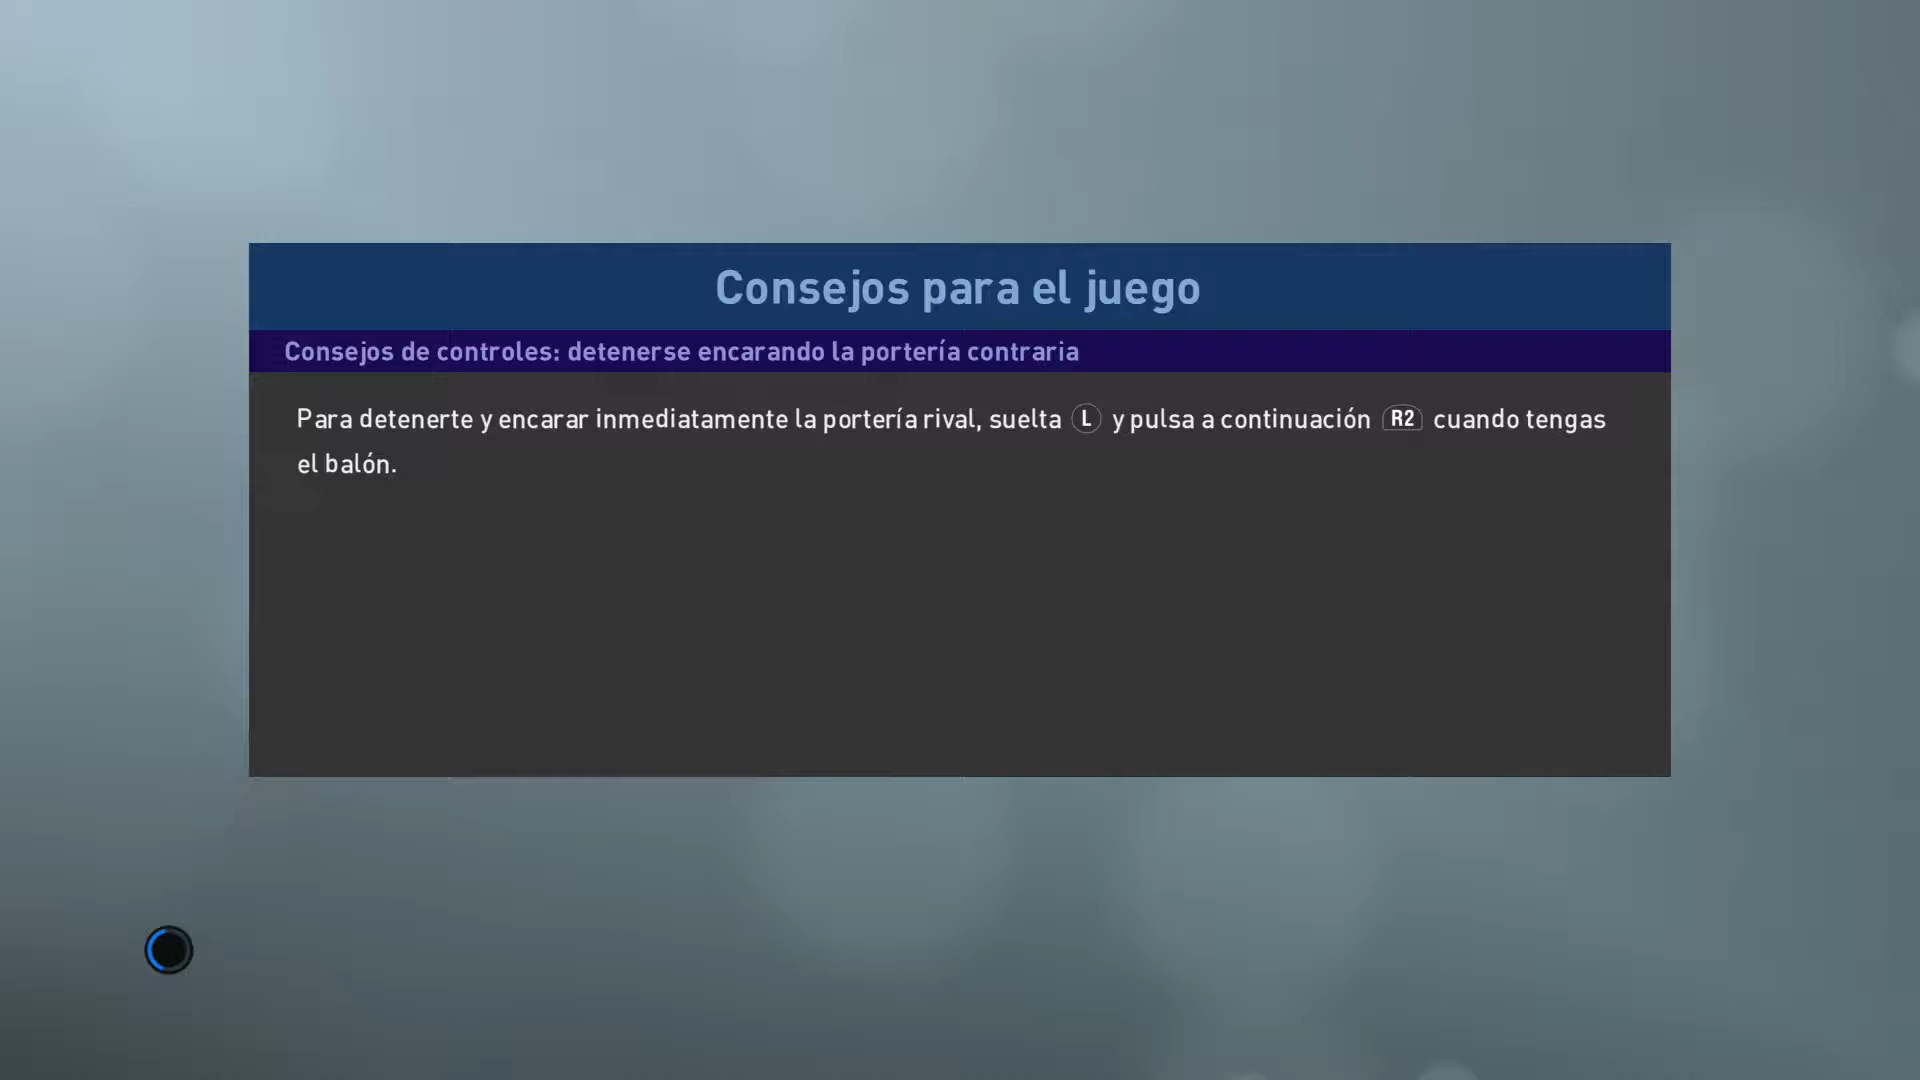 Consejos para el juego
Consejos de controles: detenerse encarando la portería contraria
Para detenerte y encarar inmediatamente la portería rival, suelta L y pulsa a continuación R2 cuando tengas
el balón.